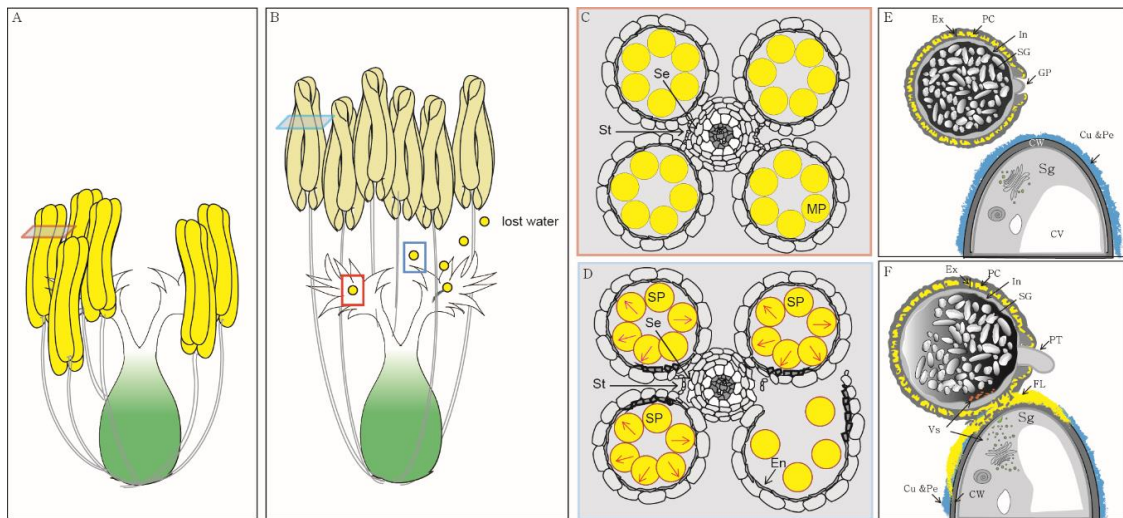 A
B
lost water
C
Se
St
MP
D
SP
SP
Se
St
SP
En
E
Ex
PC
In
SG
GP
Cu &Pe
CW
Sg
CV
F
Ex
PC
In
SG
PT
FL
Vs
Sg
Cu &Pe
CW